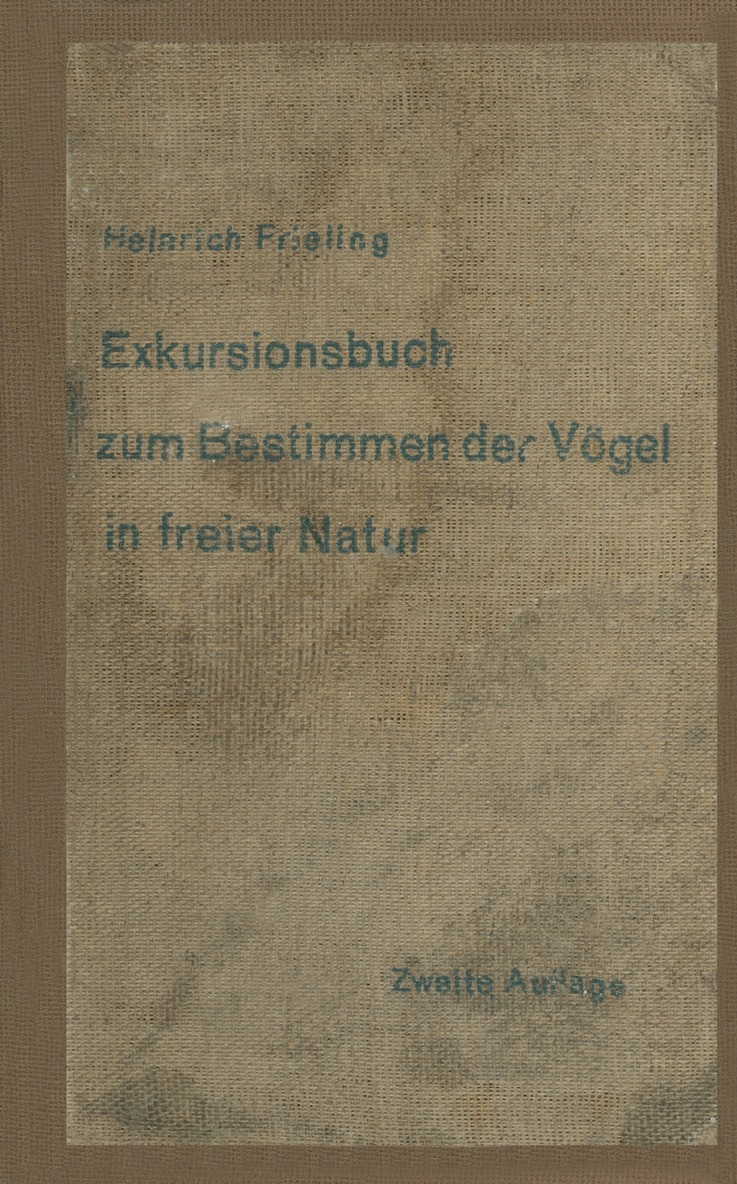 Heinrich Frieling
Exkursionsbuch
zum Bestimmen der Vögel
in freier Natur
Zweite Auflage